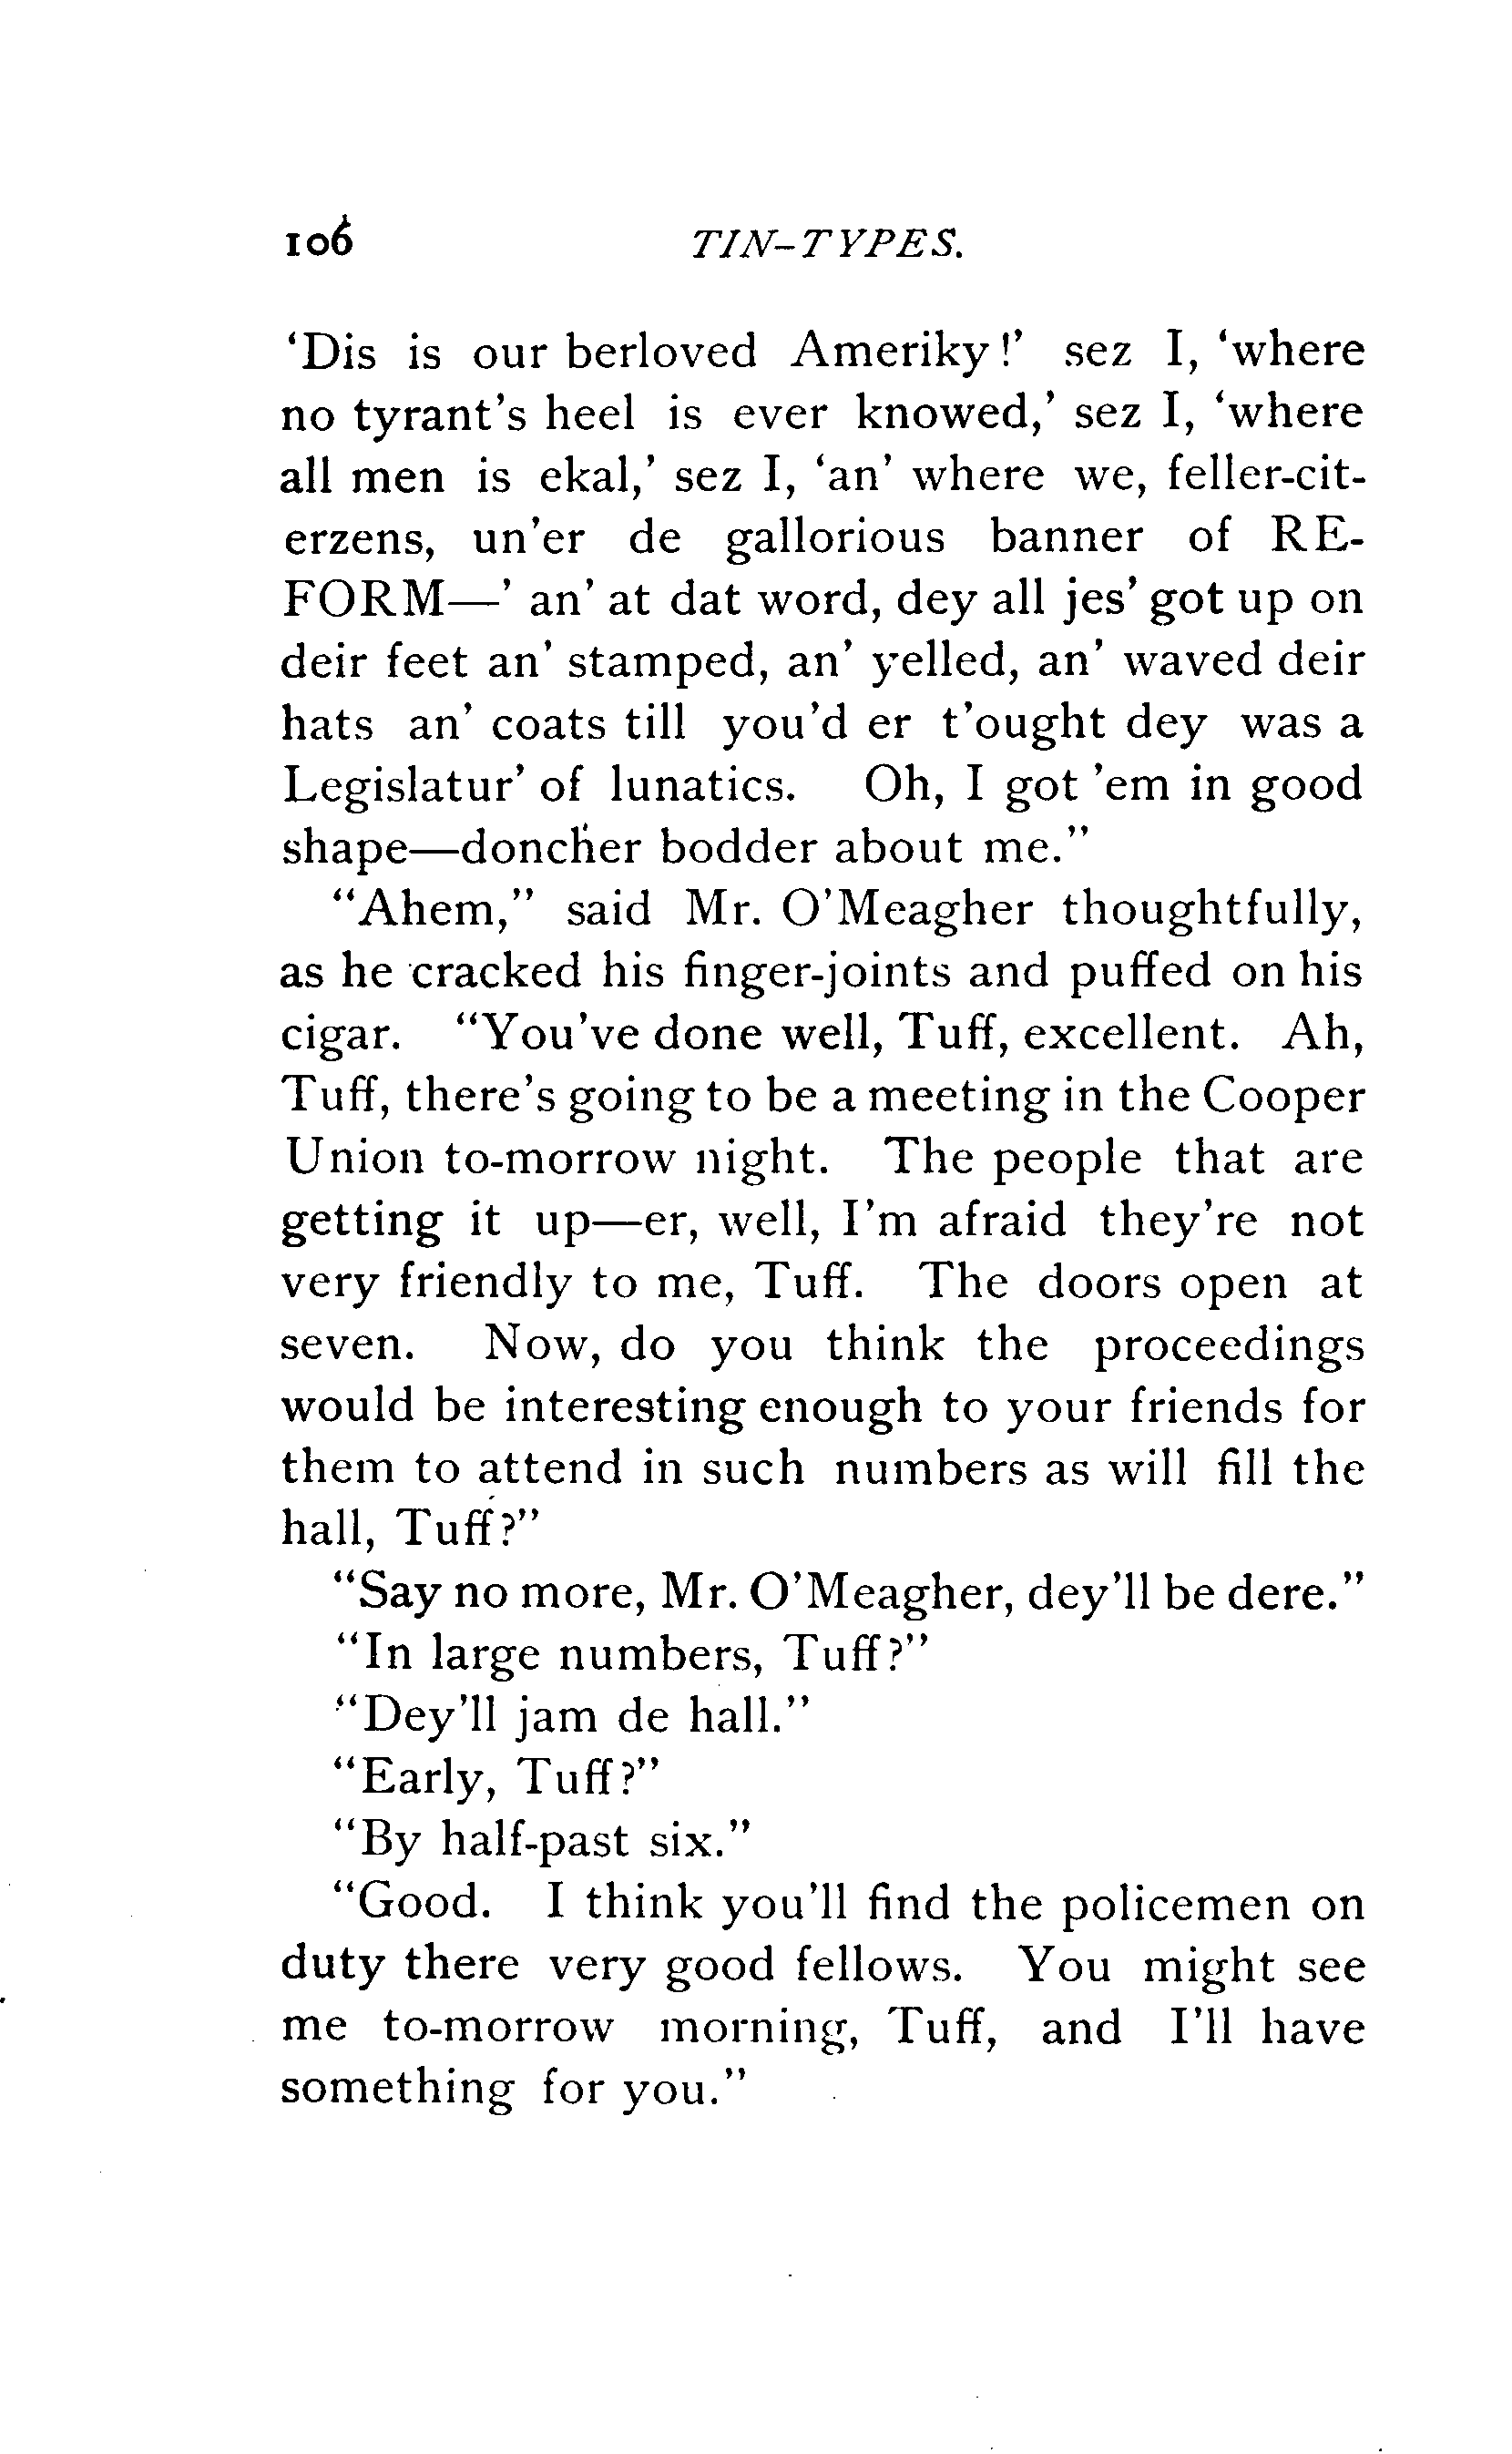 106 TIN-TYPES.
‘Dis is our berloved Ameriky!’ sez I, ‘where
no tyrant’s heel is ever knowed,’ sez I, ‘where
all men is ekal,’ sez I, ‘an’ where we, feller-cit-
erzens, un’er de gallorious banner of RE-
FORM—’ an’ at dat word, dey all jes’ got up on
deir feet an’ stamped, an’ yelled, an’ waved deir
hats an’ coats till you’d er t’ought dey was a
Legislatur’ of lunatics. Oh, I got ’em in good
shape—doncher bodder about me.”
“Ahem,” said Mr. O’Meagher thoughtfully,
as he cracked his finger-joints and puffed on his
cigar. “You’ve done well, Tuff, excellent. Ah,
Tuff, there’s going to be a meeting in the Cooper
Union to-morrow night. The people that are
getting it up—er, well, I’m afraid they’re not
very friendly to me, Tuff. The doors open at
seven. Now, do you think the proceedings
would be interesting enough to your friends for
them to attend in such numbers as will fill the
hall, Tuff?”
“Say no more, Mr. O’Meagher, dey’ll be dere.”
“In large numbers, Tuff?”
“Dey’ll jam de hall.”
“Early, Tuff?”
“By half-past six.”
“Good. I think you’ll find the policemen on
duty there very good fellows. You might see
me to-morrow morning, Tuff, and I’ll have
something for you.”